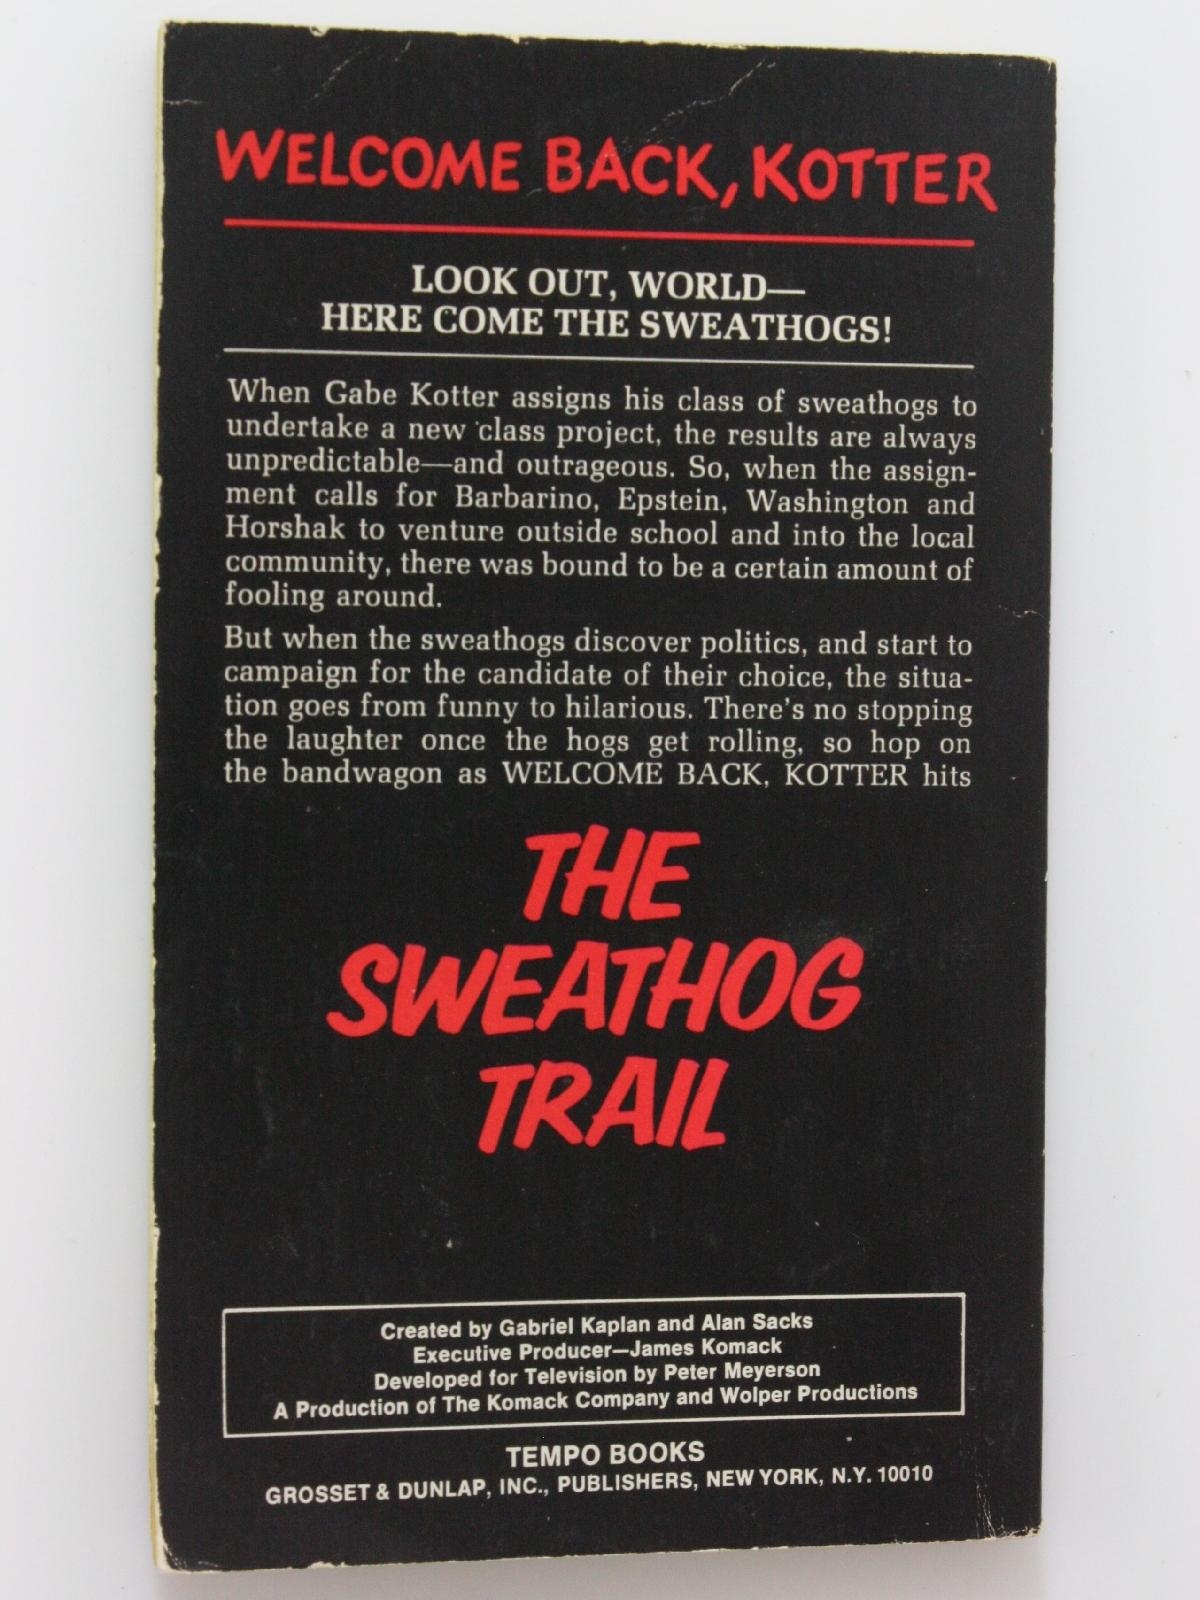 WELCOME BACK, KOTTER
LOOK OUT, WORLD—
HERE COME THE SWEATHOGS!
When Gabe Kotter assigns his class of sweathogs to
undertake a new class project, the results are always
unpredictable—and outrageous. So, when the assign-
ment calls for Barbarino, Epstein, Washington and
Horshak to venture outside school and into the local
community, there was bound to be a certain amount of
fooling around.
But when the sweathogs discover politics, and start to
campaign for the candidate of their choice, the situa-
tion goes from funny to hilarious. There's no stopping
the laughter once the hogs get rolling, so hop on
the bandwagon as WELCOME BACK, KOTTER hits
THE
SWEATHOG
TRAIL
Created by Gabriel Kaplan and Alan Sacks
Executive Producer—James Komack
Developed for Television by Peter Meyerson
A Production of The Komack Company and Wolper Productions
TEMPO BOOKS
GROSSET & DUNLAP, INC., PUBLISHERS, NEW YORK, N.Y. 10010